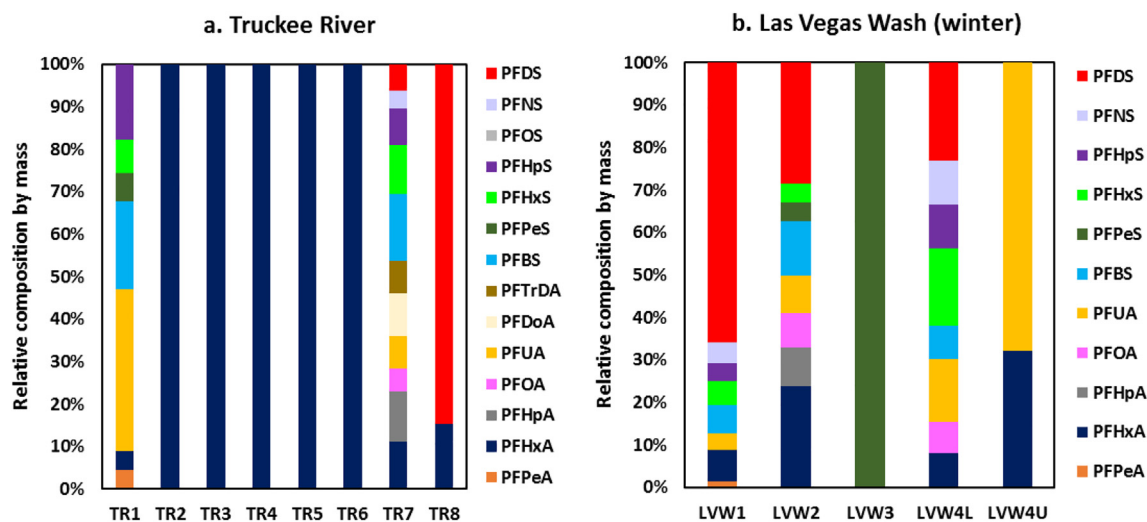 a. Truckee River
Relative composition by mass
100%
90%
80%
70%
60%
50%
40%
30%
20%
10%
0%
TR1 TR2 TR3 TR4 TR5 TR6 TR7 TR8
PFDS
PFNS
PFOS
PFHpS
PFHxS
PFPeS
PFBS
PFTrDA
PFDoA
PFUA
PFOA
PFHpA
PFHxA
PFPeA
b. Las Vegas Wash (winter)
Relative composition by mass
100%
90%
80%
70%
60%
50%
40%
30%
20%
10%
0%
LVW1 LVW2 LVW3 LVW4L LVW4U
PFDS
PFNS
PFHpS
PFHxS
PFPeS
PFBS
PFUA
PFOA
PFHpA
PFHxA
PFPeA